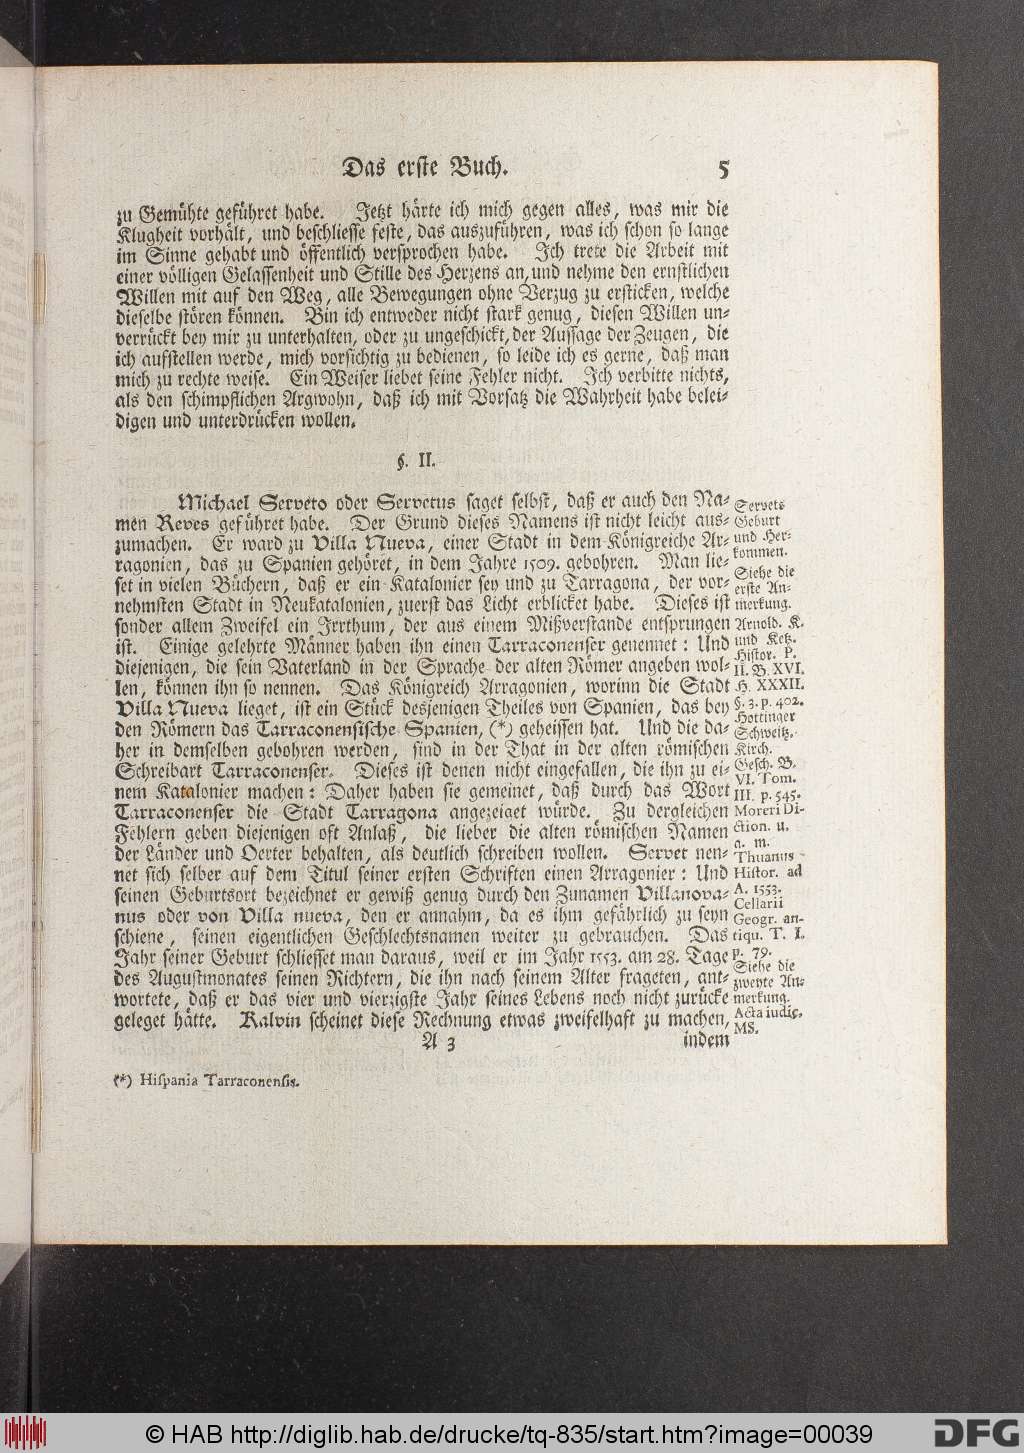 Das erste Buch. 5
zu Gemühte geführet habe. Jetzt härte ich mich gegen alles, was mir die
Klugheit vorhält, und beschliesse feste, das auszuführen, was ich schon so lange
im Sinne gehabt und öffentlich versprochen habe. Ich trete die Arbeit mit
einer völligen Gelassenheit und Stille des Herzens an, und nehme den ernstlichen
Willen mit auf den Weg, alle Bewegungen ohne Verzug zu ersticken, welche
dieselbe stören können. Bin ich entweder nicht stark genug, diesen Willen un-
verrückt bey mir zu unterhalten, oder zu ungeschickt, der Aussage der Zeugen, die
ich aufstellen werde, mich vorsichtig zu bedienen, so leide ich es gerne, daß man
mich zu rechte weise. Ein Weiser liebet seine Fehler nicht. Ich verbitte nichts,
als den schimpflichen Argwohn, daß ich mit Vorsatz die Wahrheit habe belei-
digen und unterdrücken wollen.
§. II.
Michael Serveto oder Servetus saget selbst, daß er auch den Na-
men Reves geführet habe. Der Grund dieses Namens ist nicht leicht aus-
zumachen. Er ward zu Villa Nueva, einer Stadt in dem Königreiche Ar-
ragonien, das zu Spanien gehöret, in dem Jahre 1509. gebohren. Man lie-
set in vielen Büchern, daß er ein Katalonier sey und zu Tarragona, der vor-
nehmsten Stadt in Neukatalonien, zuerst das Licht erblicket habe. Dieses ist
sonder allem Zweifel ein Irrthum, der aus einem Mißverstande entsprungen
ist. Einige gelehrte Männer haben ihn einen Tarraconenser genennet: Und
diejenigen, die sein Vaterland in der Sprache der alten Römer angeben wol-
len, können ihn so nennen. Das Königreich Arragonien, worinn die Stadt
Villa Nueva lieget, ist ein Stück desjenigen Theiles von Spanien, das bey
den Römern das Tarraconensische Spanien, (*) geheissen hat. Und die da-
her in demselben gebohren werden, sind in der That in der alten römischen
Schreibart Tarraconenser. Dieses ist denen nicht eingefallen, die ihn zu ei-
nem Katalonier machen: Daher haben sie gemeinet, daß durch das Wort
Tarraconenser die Stadt Tarragona angezeiget würde. Zu dergleichen
Fehlern geben diejenigen oft Anlaß, die lieber die alten römischen Namen
der Länder und Oerter behalten, als deutlich schreiben wollen. Servet nen-
net sich selber auf dem Titul seiner ersten Schriften einen Arragonier: Und
seinen Geburtsort bezeichnet er gewiß genug durch den Zunamen Villanova-
nus oder von Villa nueva, den er annahm, da es ihm gefährlich zu seyn
schiene, seinen eigentlichen Geschlechtsnamen weiter zu gebrauchen. Das
Jahr seiner Geburt schliesset man daraus, weil er im Jahr 1553. am 28. Tage
des Augustmonates seinen Richtern, die ihn nach seinem Alter frageten, ant-
wortete, daß er das vier und vierzigste Jahr seines Lebens noch nicht zurücke
geleget hätte. Kalvin scheinet diese Rechnung etwas zweifelhaft zu machen,
A 3 indem
Servets
Geburt
und Her-
kommen.
Siehe die
erste An-
merkung.
Arnold. K.
und Ketz.
Histor. P.
II. B. XVI.
H. XXXII.
§. 3. p. 402.
Hottinger
Schweitz.
Kirch.
Gesch. B.
VI. Tom.
III. p. 545.
Moreri Di-
ction. u.
a. m.
Thuanus
Histor. ad
A. 1553.
Cellarii
Geogr. an-
tiqu. T. I.
p. 79.
Siehe die
zweyte An-
merkung.
Acta iudic.
MS.
(*) Hispania Tarraconensis.
© HAB http://diglib.hab.de/drucke/tq-835/start.htm?image=00039
DFG